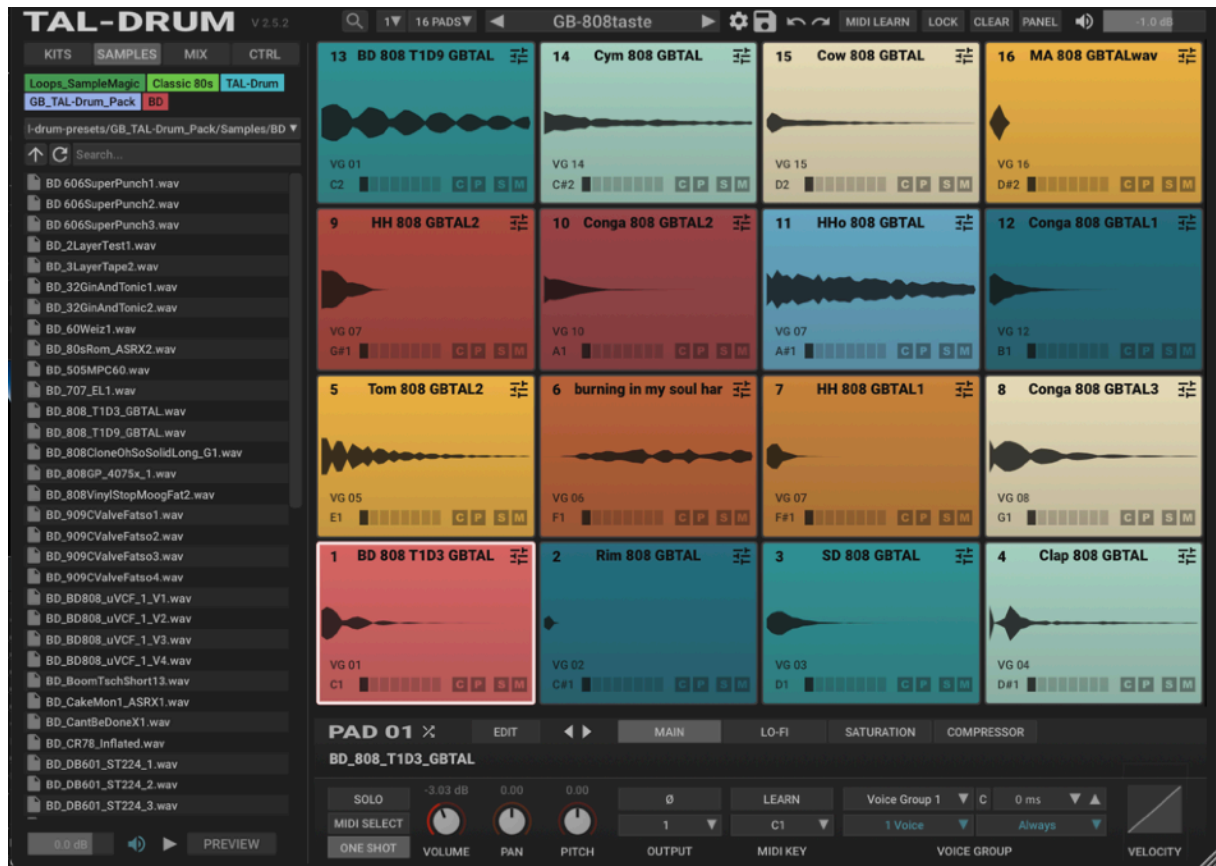 TAL-DRUM V 2.5.2
1▼ 16 PADS▼ ◀ GB-808taste ▶ MIDI LEARN LOCK CLEAR PANEL -1.0 dB
KITS SAMPLES MIX CTRL
Loops_SampleMagic Classic 80s TAL-Drum
GB_TAL-Drum_Pack BD
l-drum-presets/GB_TAL-Drum_Pack/Samples/BD ▼
Search...
BD 606SuperPunch1.wav
BD 606SuperPunch2.wav
BD 606SuperPunch3.wav
BD_2LayerTest1.wav
BD_3LayerTape2.wav
BD_32GinAndTonic1.wav
BD_32GinAndTonic2.wav
BD_60Weiz1.wav
BD_80sRom_ASRX2.wav
BD_505MPC60.wav
BD_707_EL1.wav
BD_808_T1D3_GBTAL.wav
BD_808_T1D9_GBTAL.wav
BD_808CloneOhSoSolidLong_G1.wav
BD_808GP_4075x_1.wav
BD_808VinylStopMoogFat2.wav
BD_909CValveFatso1.wav
BD_909CValveFatso2.wav
BD_909CValveFatso3.wav
BD_909CValveFatso4.wav
BD_BD808_uVCF_1_V1.wav
BD_BD808_uVCF_1_V2.wav
BD_BD808_uVCF_1_V3.wav
BD_BD808_uVCF_1_V4.wav
BD_BoomTschShort13.wav
BD_CakeMon1_ASRX1.wav
BD_CantBeDoneX1.wav
BD_CR78_Inflated.wav
BD_DB601_ST224_1.wav
BD_DB601_ST224_2.wav
BD_DB601_ST224_3.wav
0.0 dB PREVIEW
13 BD 808 T1D9 GBTAL
VG 01
C2 C P S M
14 Cym 808 GBTAL
VG 14
C#2 C P S M
15 Cow 808 GBTAL
VG 15
D2 C P S M
16 MA 808 GBTALwav
VG 16
D#2 C P S M
9 HH 808 GBTAL2
VG 07
G#1 C P S M
10 Conga 808 GBTAL2
VG 10
A1 C P S M
11 HHo 808 GBTAL
VG 07
A#1 C P S M
12 Conga 808 GBTAL1
VG 12
B1 C P S M
5 Tom 808 GBTAL2
VG 05
E1 C P S M
6 burning in my soul har
VG 06
F1 C P S M
7 HH 808 GBTAL1
VG 07
F#1 C P S M
8 Conga 808 GBTAL3
VG 08
G1 C P S M
1 BD 808 T1D3 GBTAL
VG 01
C1 C P S M
2 Rim 808 GBTAL
VG 02
C#1 C P S M
3 SD 808 GBTAL
VG 03
D1 C P S M
4 Clap 808 GBTAL
VG 04
D#1 C P S M
PAD 01 EDIT ◀ ▶ MAIN LO-FI SATURATION COMPRESSOR
BD_808_T1D3_GBTAL
-3.03 dB 0.00 0.00
SOLO ø LEARN Voice Group 1 ▼ C 0 ms ▼ ▲
MIDI SELECT 1 ▼ C1 ▼ 1 Voice ▼ Always ▼
ONE SHOT VOLUME PAN PITCH OUTPUT MIDI KEY VOICE GROUP VELOCITY